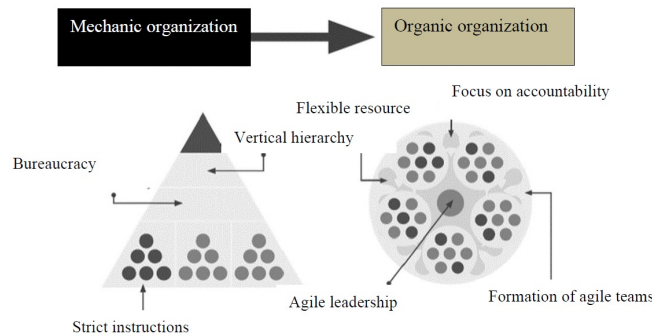 Mechanic organization
Organic organization
Focus on accountability
Flexible resource
Vertical hierarchy
Bureaucracy
Agile leadership
Formation of agile teams
Strict instructions